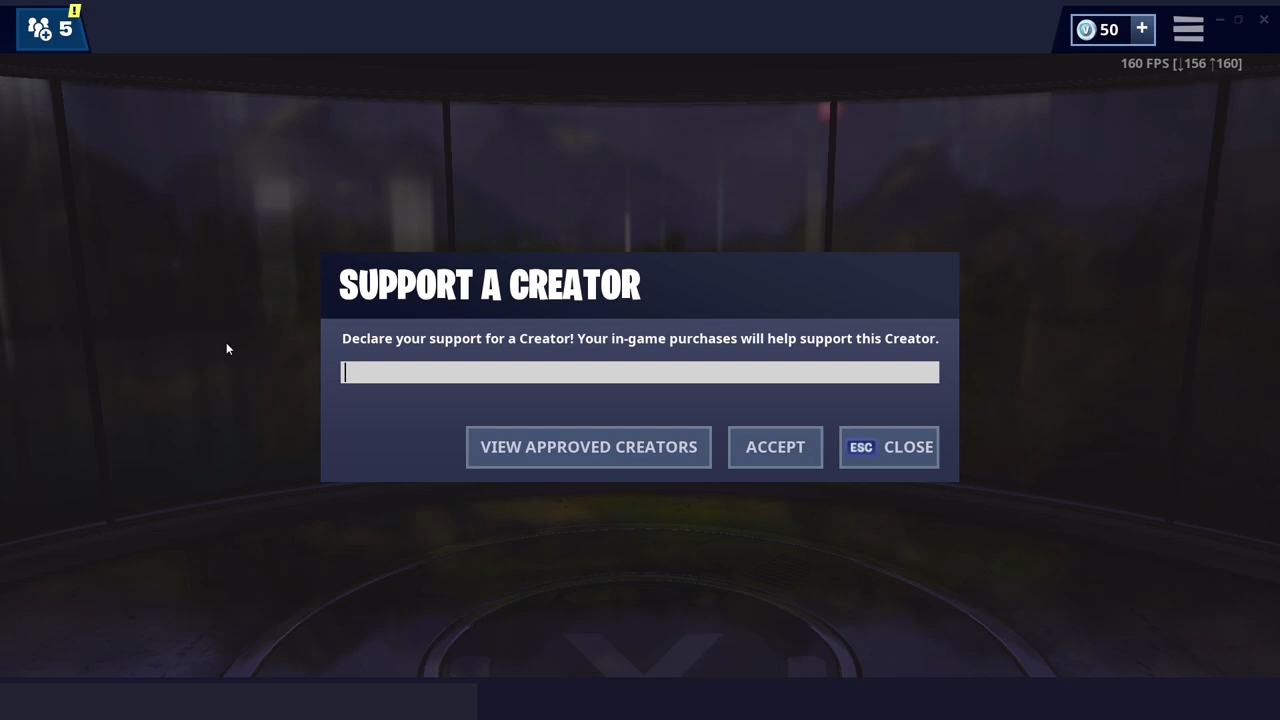 !
5
50 +
160 FPS [↓156 ↑160]
SUPPORT A CREATOR
Declare your support for a Creator! Your in-game purchases will help support this Creator.
VIEW APPROVED CREATORS
ACCEPT
ESC CLOSE